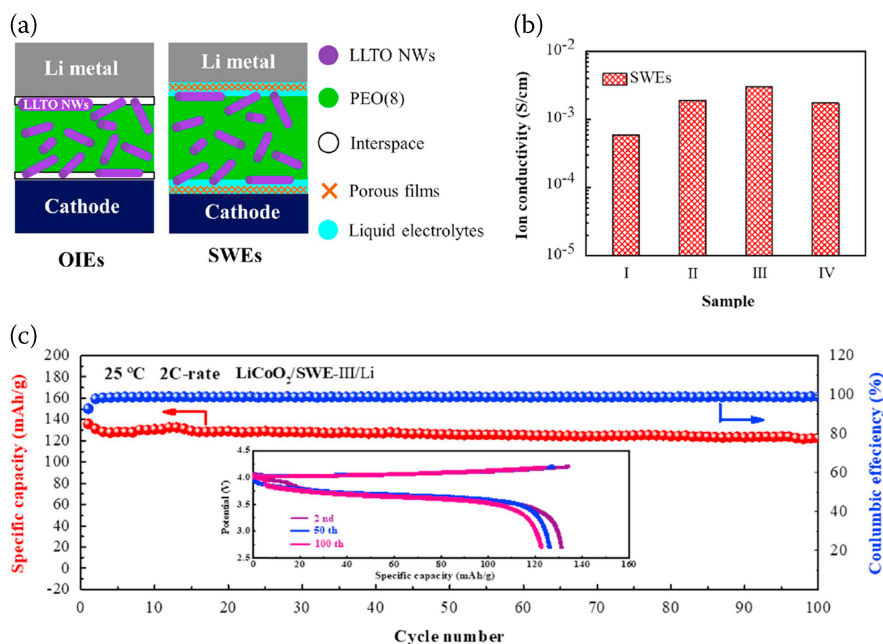 (a)
Li metal
LLTO NWs
Cathode
OIEs
Li metal
Cathode
SWEs
LLTO NWs
PEO(8)
Interspace
Porous films
Liquid electrolytes
(b)
Ion conductivity (S/cm)
10-2
10-3
10-4
10-5
SWEs
I II III IV
Sample
(c)
Specific capacity (mAh/g)
200
180
160
140
120
100
80
60
40
20
0
-20
25 °C 2C-rate LiCoO2/SWE-III/Li
Potential (V)
4.5
4.0
3.5
3.0
2.5
2 nd
50 th
100 th
0 20 40 60 80 100 120 140 160
Specific capacity (mAh/g)
120
100
80
60
40
20
Coulumbic effeciency (%)
0 10 20 30 40 50 60 70 80 90 100
Cycle number